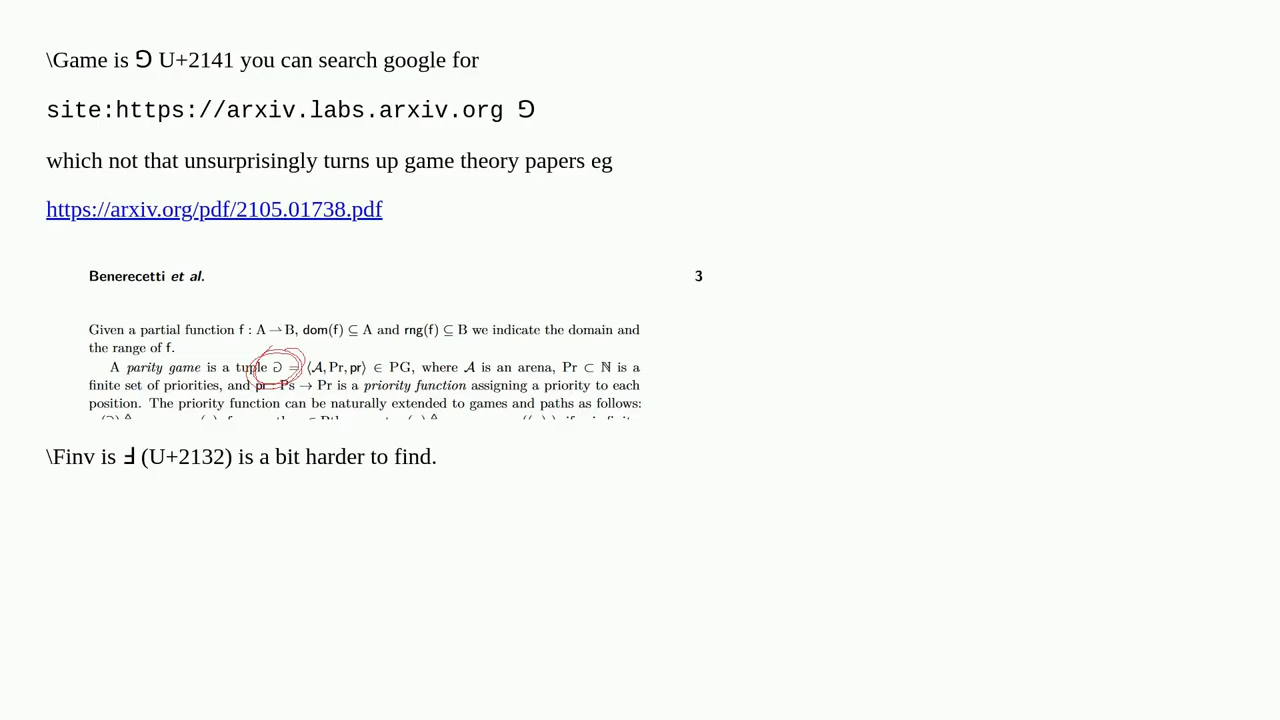 \Game is ⅁ U+2141 you can search google for
site:https://arxiv.labs.arxiv.org ⅁
which not that unsurprisingly turns up game theory papers eg
https://arxiv.org/pdf/2105.01738.pdf
Benerecetti et al. 3
Given a partial function f : A ⇀ B, dom(f) ⊆ A and rng(f) ⊆ B we indicate the domain and
the range of f.
A parity game is a tuple ⅁ = ⟨𝒜, Pr, pr⟩ ∈ PG, where 𝒜 is an arena, Pr ⊂ ℕ is a
finite set of priorities, and pr : Ps → Pr is a priority function assigning a priority to each
position. The priority function can be naturally extended to games and paths as follows:
\Finv is Ⅎ (U+2132) is a bit harder to find.